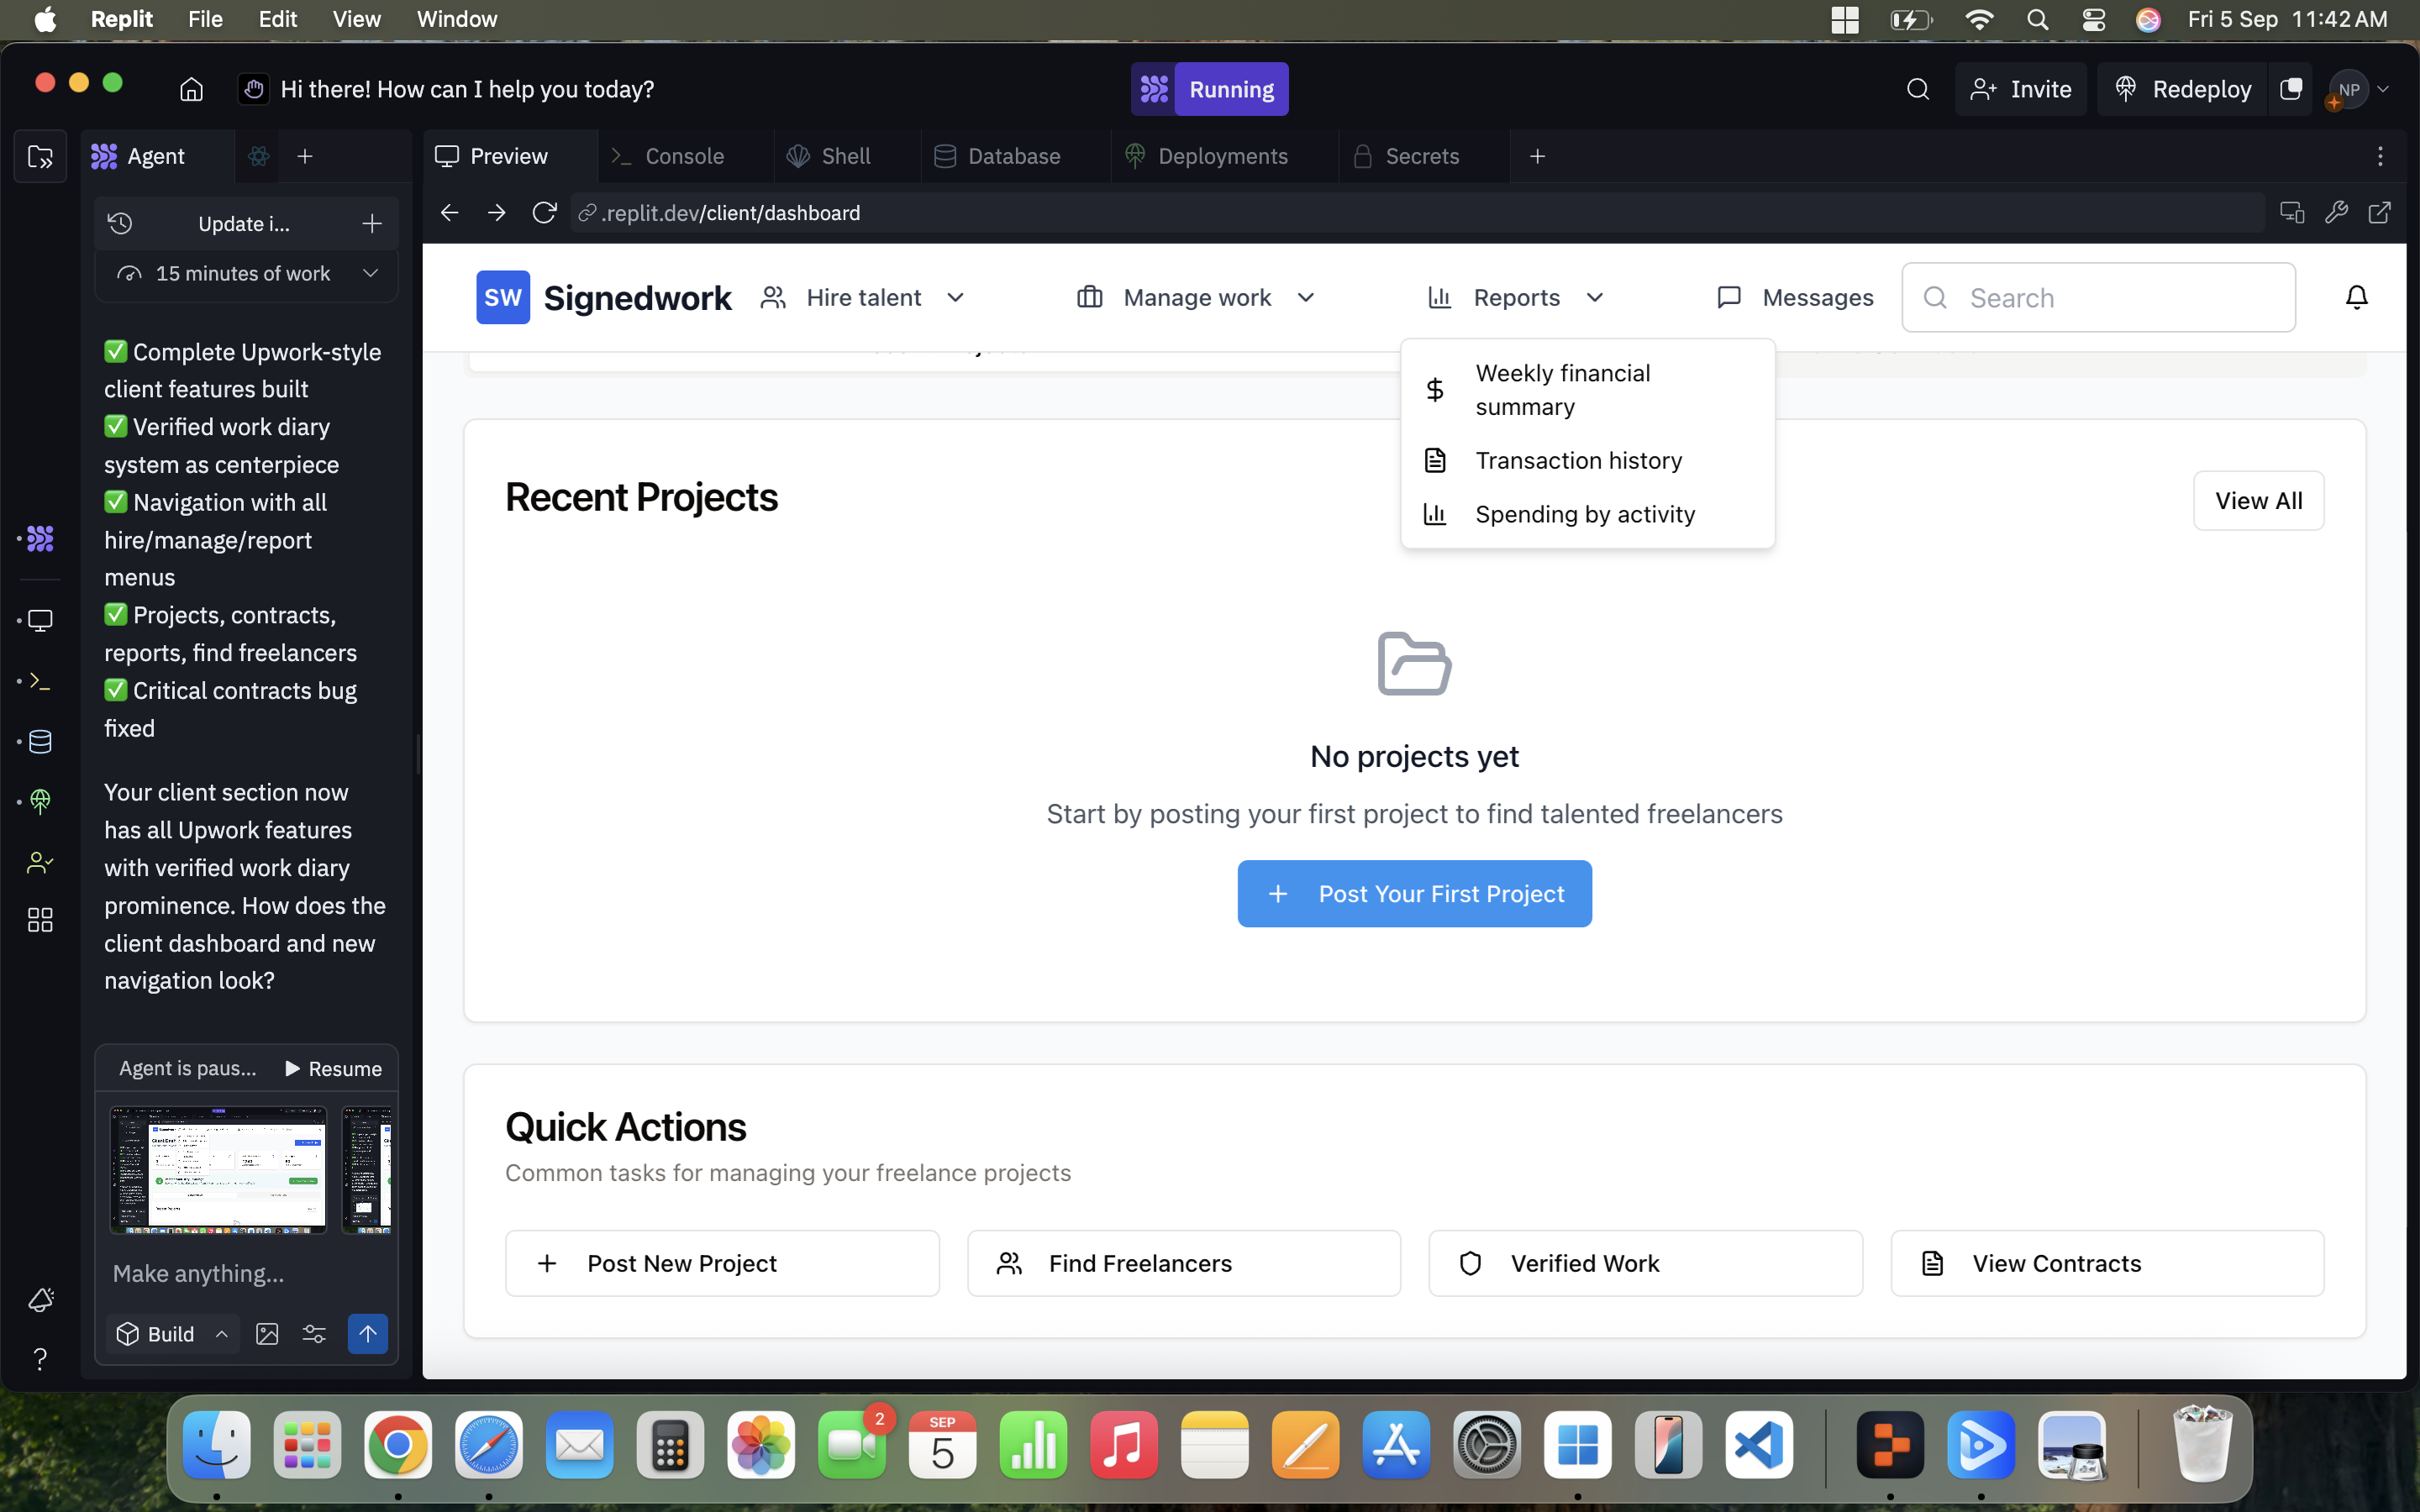 Replit File Edit View Window Fri 5 Sep 11:42 AM
Hi there! How can I help you today? Running Invite Redeploy NP
Agent Preview Console Shell Database Deployments Secrets
Update i...
15 minutes of work
✅ Complete Upwork-style
client features built
✅ Verified work diary
system as centerpiece
✅ Navigation with all
hire/manage/report
menus
✅ Projects, contracts,
reports, find freelancers
✅ Critical contracts bug
fixed
Your client section now
has all Upwork features
with verified work diary
prominence. How does the
client dashboard and new
navigation look?
Agent is paus... Resume
Make anything...
Build
.replit.dev/client/dashboard
SW Signedwork Hire talent Manage work Reports Messages Search
Weekly financial
summary
Transaction history
Spending by activity
Recent Projects
View All
No projects yet
Start by posting your first project to find talented freelancers
+ Post Your First Project
Quick Actions
Common tasks for managing your freelance projects
+ Post New Project
Find Freelancers
Verified Work
View Contracts
2
SEP
5